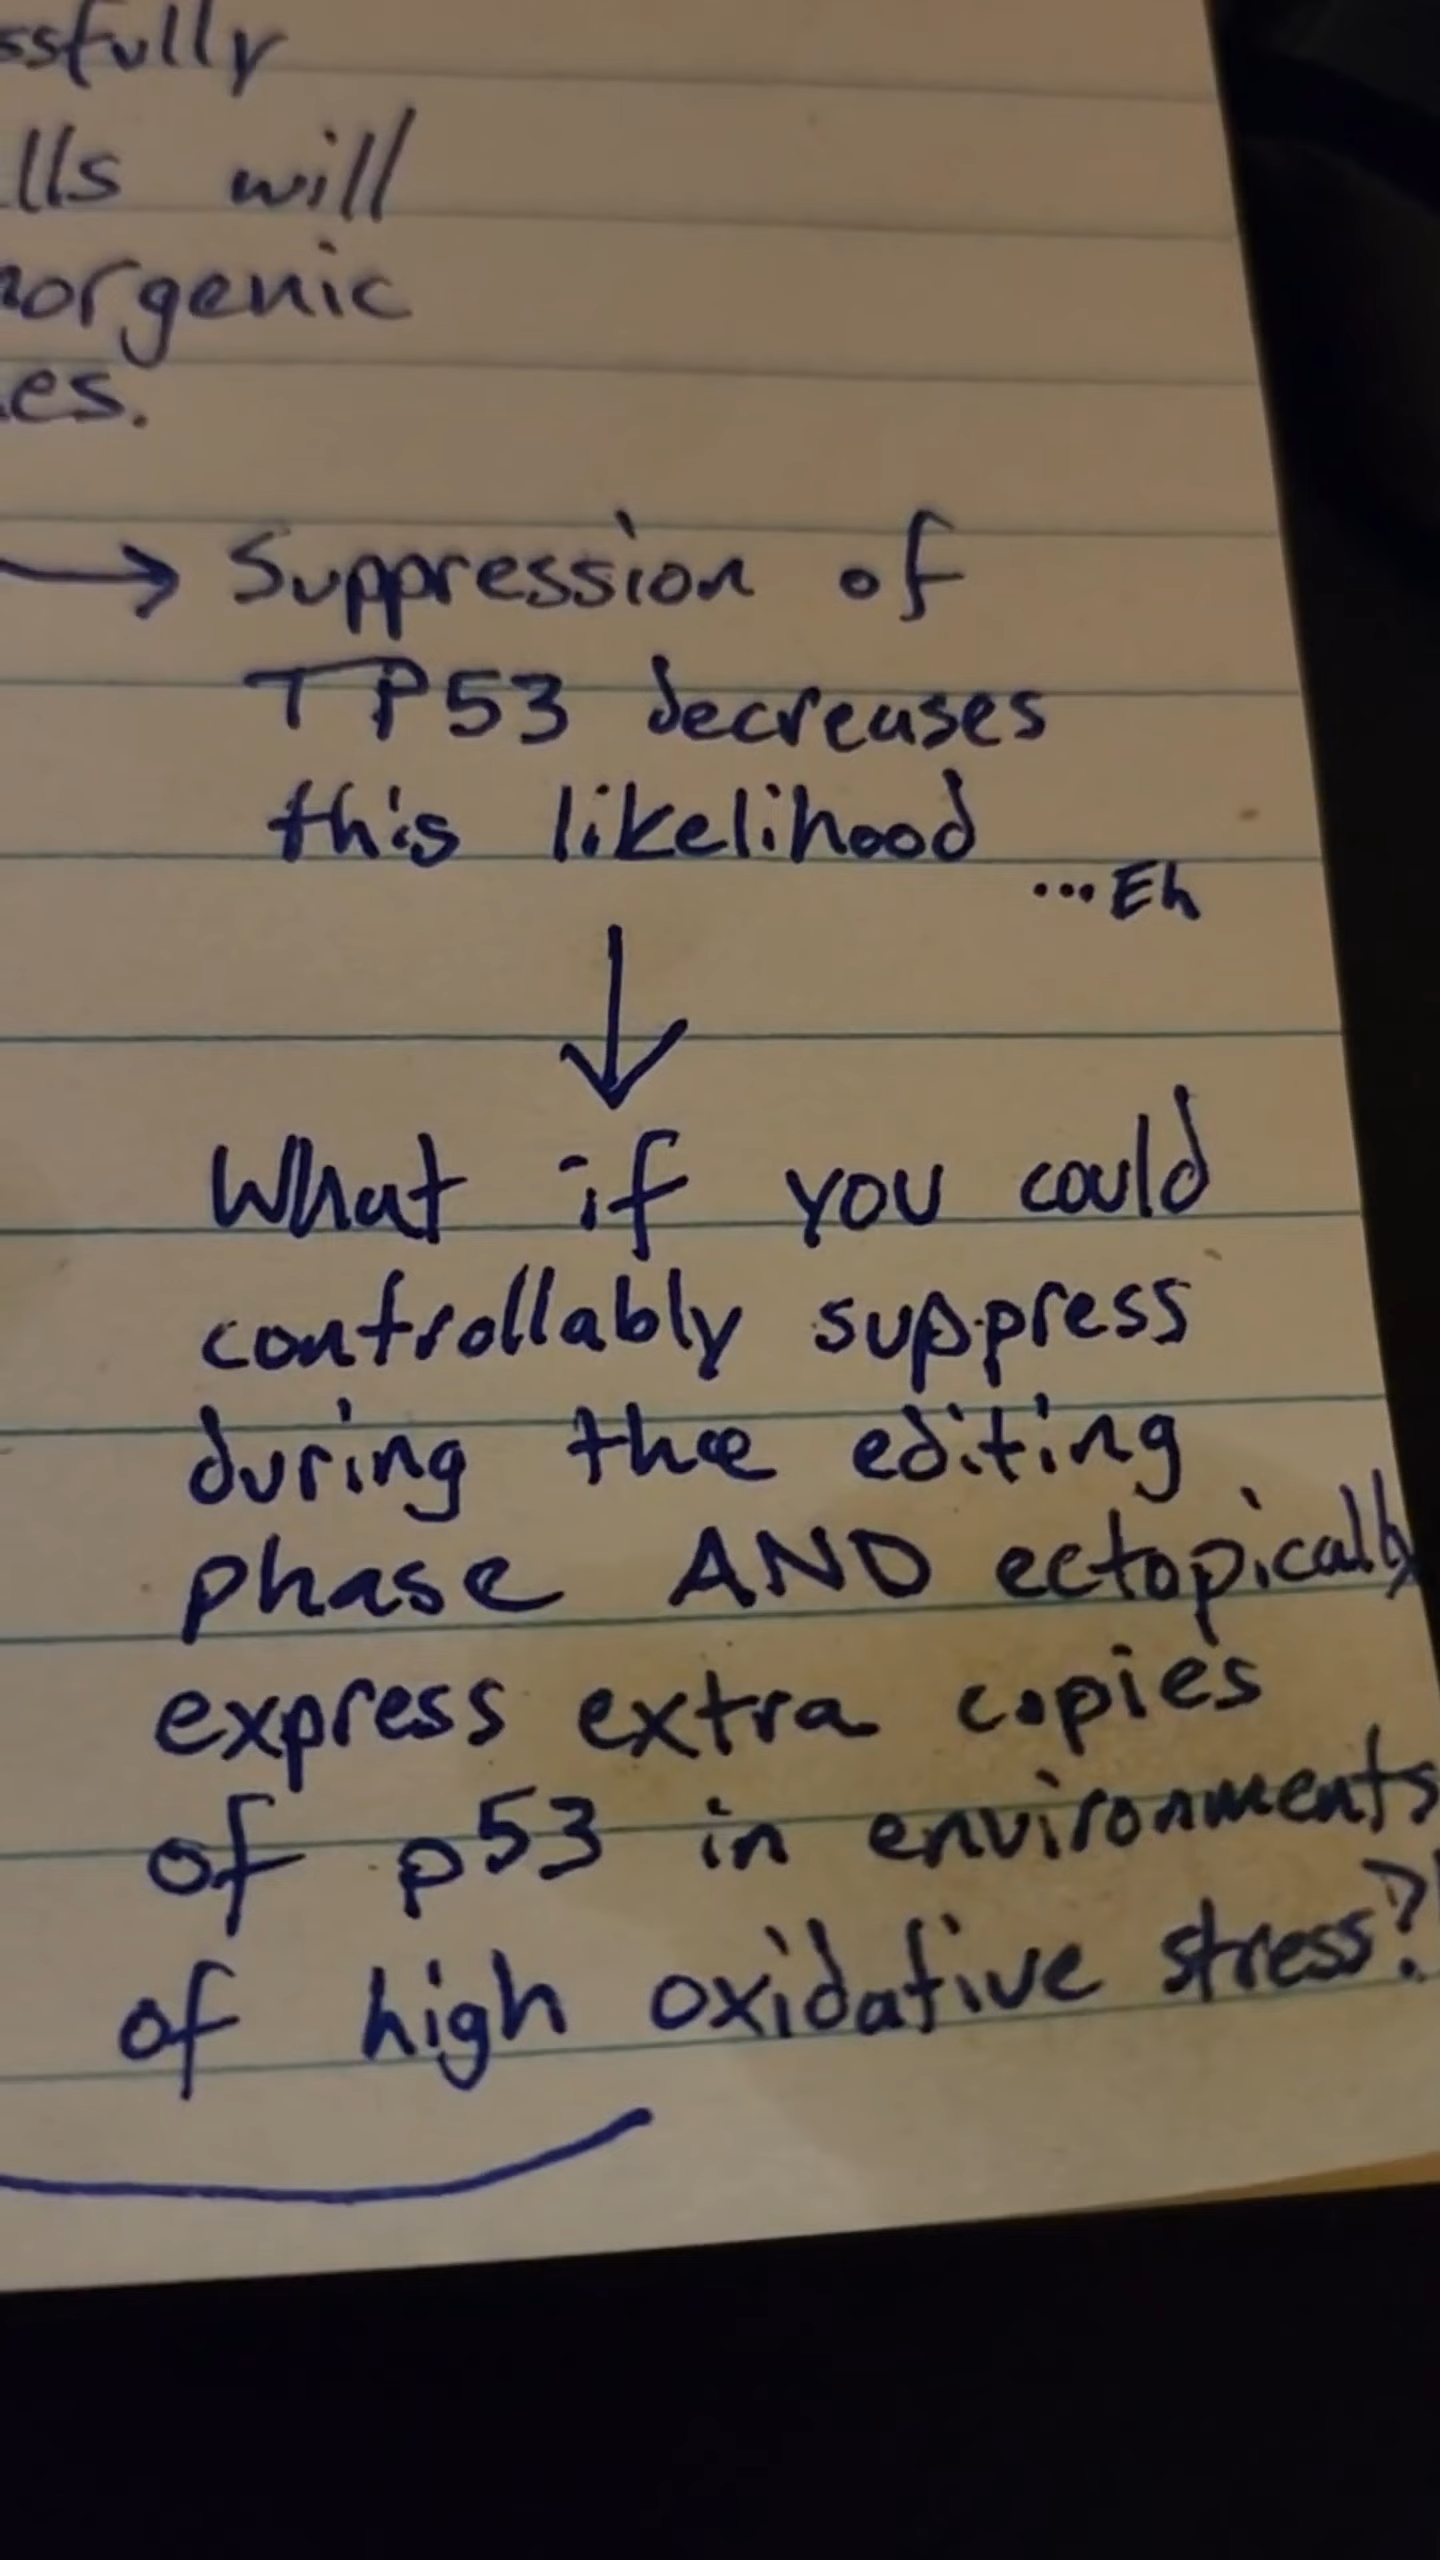 ssfully
lls will
morgenic
es.
→ Suppression of
TP53 decreases
this likelihood
...Eh
↓
What if you could
controllably suppress
during the editing
phase AND ectopically
express extra copies
of p53 in environments
of high oxidative stress?!